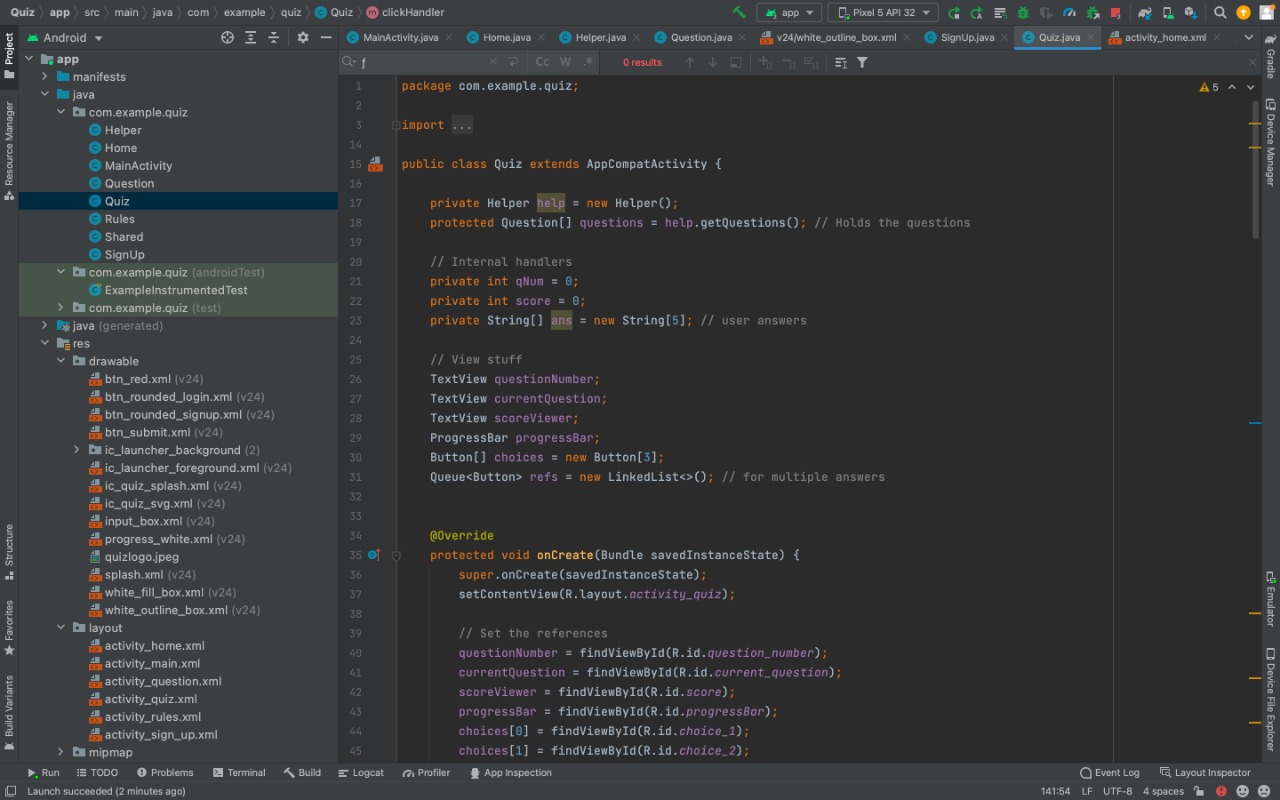 Quiz app src main java com example quiz Quiz clickHandler
app Pixel 5 API 32
Android
MainActivity.java Home.java Helper.java Question.java v24/white_outline_box.xml SignUp.java Quiz.java activity_home.xml
Cc W .* 0 results
Project
Resource Manager
Structure
Favorites
Build Variants
app
manifests
java
com.example.quiz
Helper
Home
MainActivity
Question
Quiz
Rules
Shared
SignUp
com.example.quiz (androidTest)
ExampleInstrumentedTest
com.example.quiz (test)
java (generated)
res
drawable
btn_red.xml (v24)
btn_rounded_login.xml (v24)
btn_rounded_signup.xml (v24)
btn_submit.xml (v24)
ic_launcher_background (2)
ic_launcher_foreground.xml (v24)
ic_quiz_splash.xml (v24)
ic_quiz_svg.xml (v24)
input_box.xml (v24)
progress_white.xml (v24)
quizlogo.jpeg
splash.xml (v24)
white_fill_box.xml (v24)
white_outline_box.xml (v24)
layout
activity_home.xml
activity_main.xml
activity_question.xml
activity_quiz.xml
activity_rules.xml
activity_sign_up.xml
mipmap
1 package com.example.quiz;
2
3 import ...
14
15 public class Quiz extends AppCompatActivity {
16
17 private Helper help = new Helper();
18 protected Question[] questions = help.getQuestions(); // Holds the questions
19
20 // Internal handlers
21 private int qNum = 0;
22 private int score = 0;
23 private String[] ans = new String[5]; // user answers
24
25 // View stuff
26 TextView questionNumber;
27 TextView currentQuestion;
28 TextView scoreViewer;
29 ProgressBar progressBar;
30 Button[] choices = new Button[3];
31 Queue<Button> refs = new LinkedList<>(); // for multiple answers
32
33
34 @Override
35 protected void onCreate(Bundle savedInstanceState) {
36 super.onCreate(savedInstanceState);
37 setContentView(R.layout.activity_quiz);
38
39 // Set the references
40 questionNumber = findViewById(R.id.question_number);
41 currentQuestion = findViewById(R.id.current_question);
42 scoreViewer = findViewById(R.id.score);
43 progressBar = findViewById(R.id.progressBar);
44 choices[0] = findViewById(R.id.choice_1);
45 choices[1] = findViewById(R.id.choice_2);
5
Gradle
Device Manager
Emulator
Device File Explorer
Run TODO Problems Terminal Build Logcat Profiler App Inspection Event Log Layout Inspector
Launch succeeded (2 minutes ago) 141:54 LF UTF-8 4 spaces